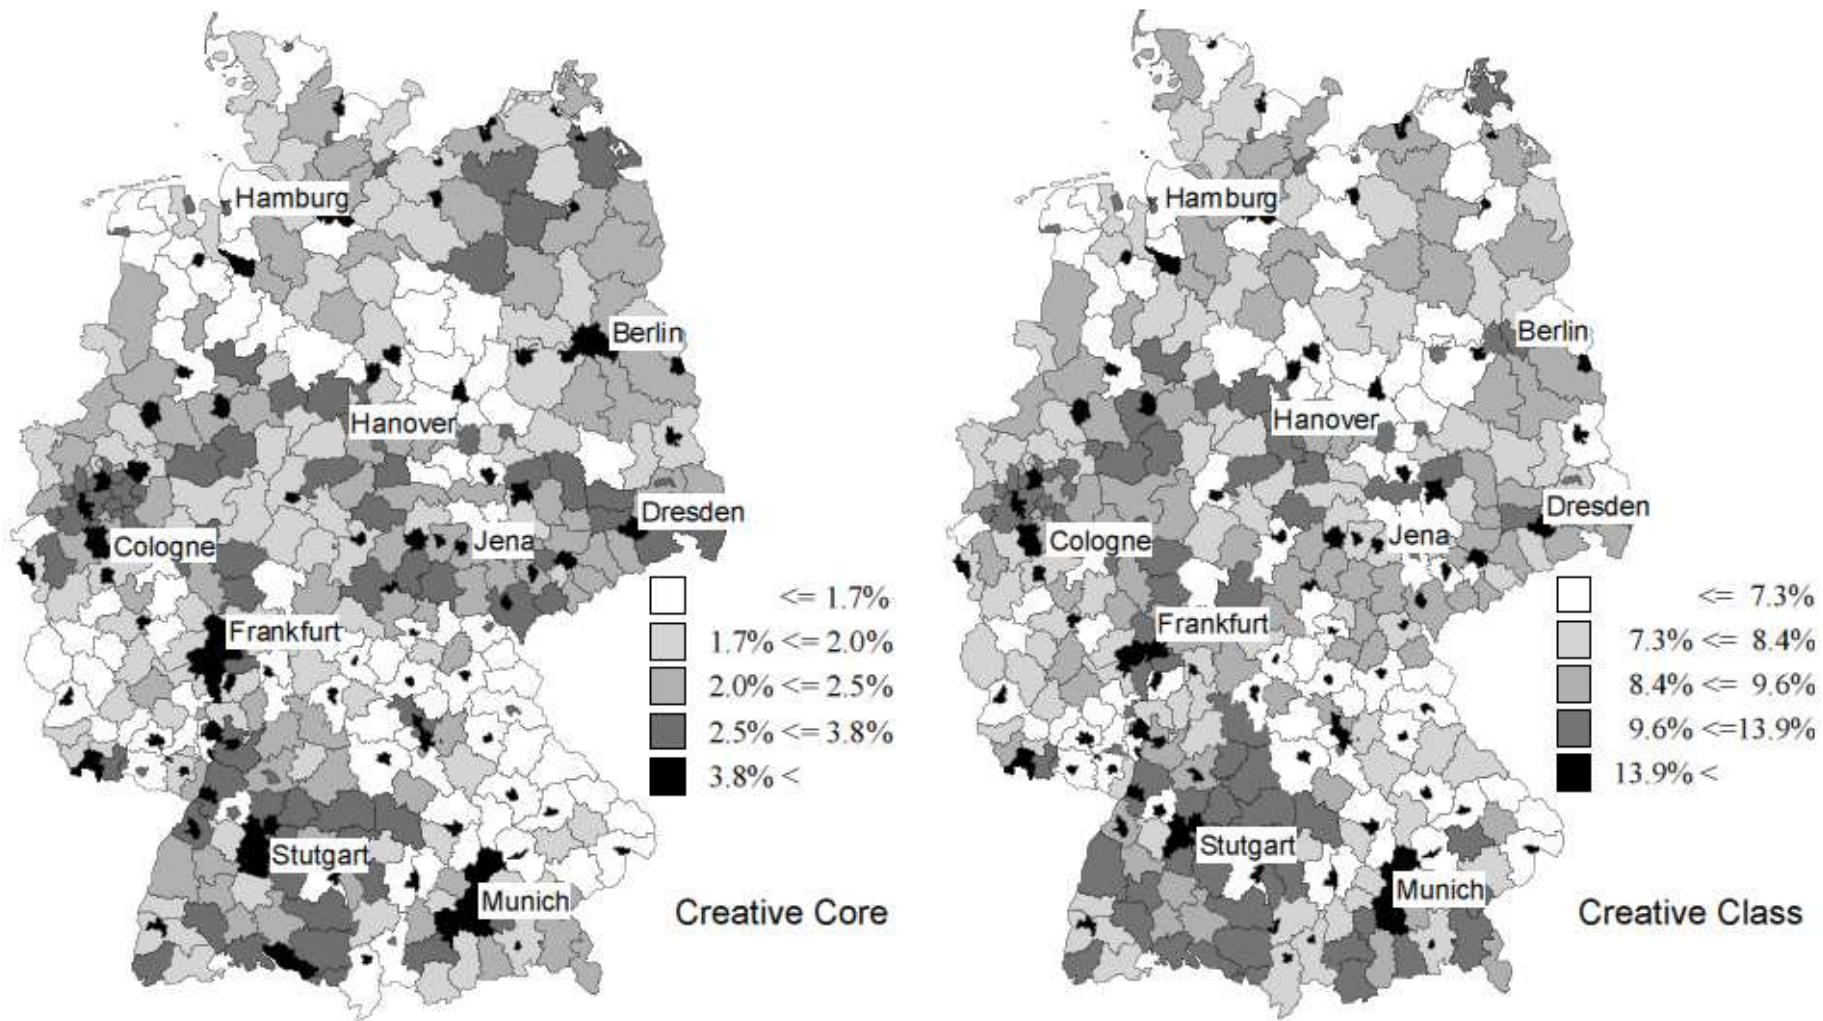 Hamburg
Berlin
Hanover
Dresden
Cologne
Jena
Frankfurt
Stutgart
Munich
<= 1.7%
1.7% <= 2.0%
2.0% <= 2.5%
2.5% <= 3.8%
3.8% <
Creative Core
Hamburg
Berlin
Hanover
Dresden
Cologne
Jena
Frankfurt
Stutgart
Munich
<= 7.3%
7.3% <= 8.4%
8.4% <= 9.6%
9.6% <=13.9%
13.9% <
Creative Class